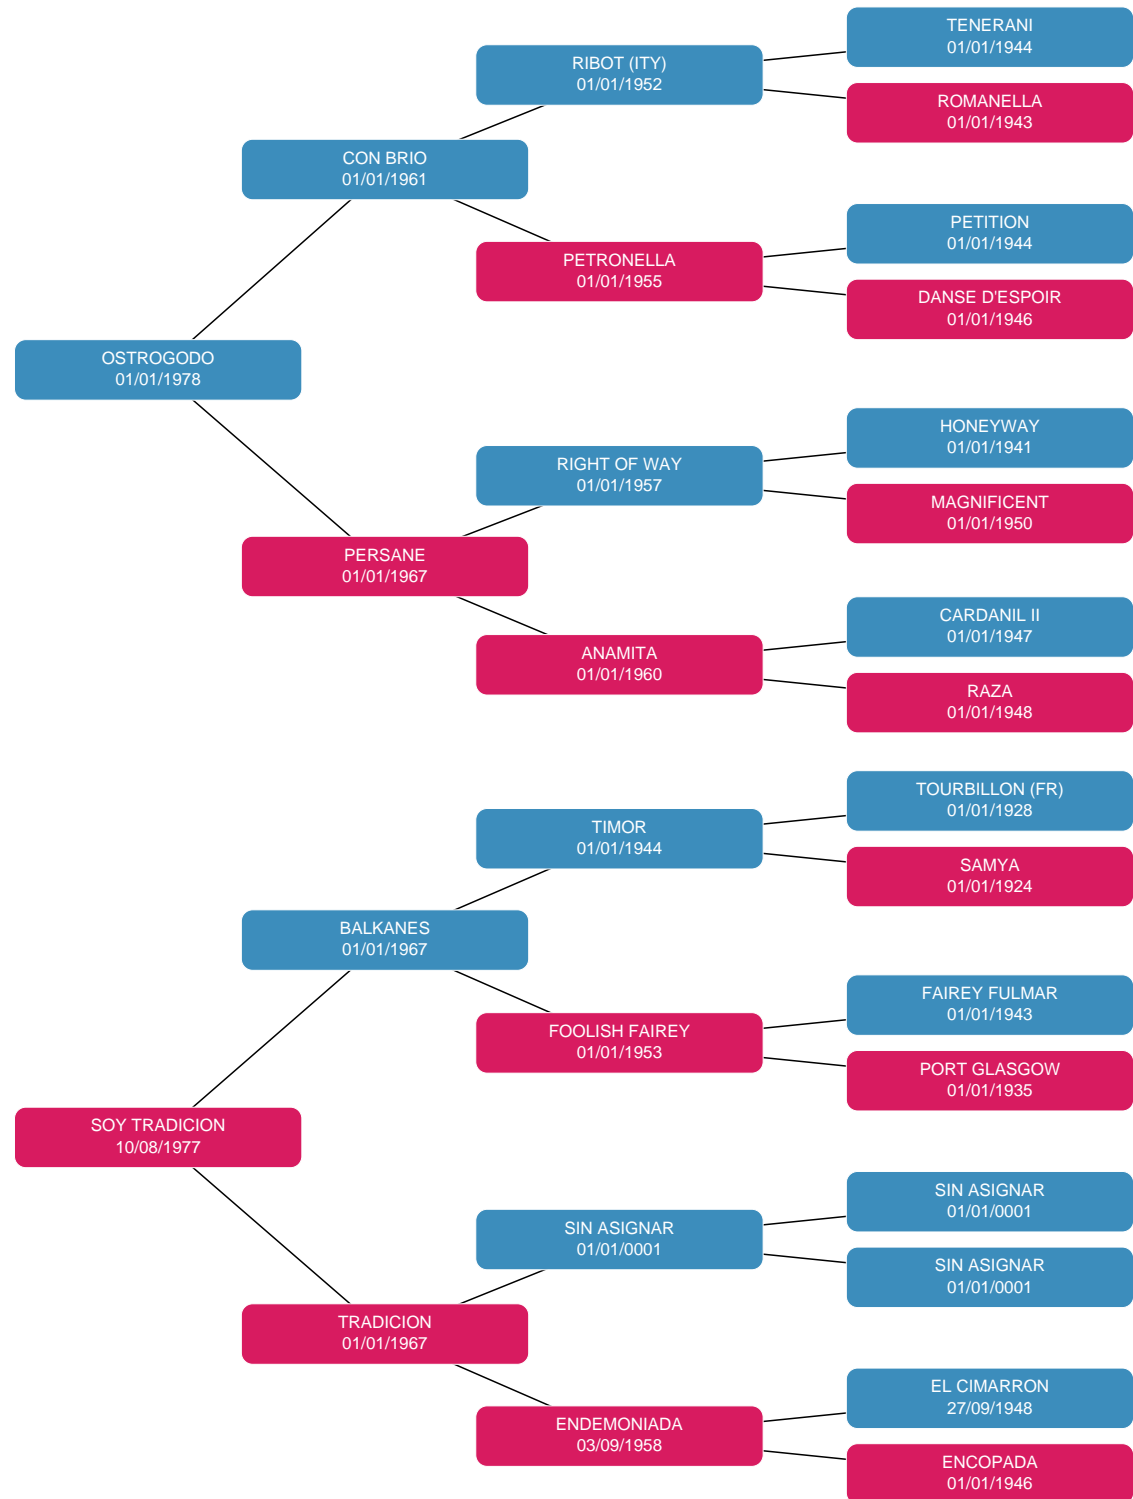 TENERANI
01/01/1944
RIBOT (ITY)
01/01/1952
ROMANELLA
01/01/1943
CON BRIO
01/01/1961
PETITION
01/01/1944
PETRONELLA
01/01/1955
DANSE D'ESPOIR
01/01/1946
OSTROGODO
01/01/1978
HONEYWAY
01/01/1941
RIGHT OF WAY
01/01/1957
MAGNIFICENT
01/01/1950
PERSANE
01/01/1967
CARDANIL II
01/01/1947
ANAMITA
01/01/1960
RAZA
01/01/1948
TOURBILLON (FR)
01/01/1928
TIMOR
01/01/1944
SAMYA
01/01/1924
BALKANES
01/01/1967
FAIREY FULMAR
01/01/1943
FOOLISH FAIREY
01/01/1953
PORT GLASGOW
01/01/1935
SOY TRADICION
10/08/1977
SIN ASIGNAR
01/01/0001
SIN ASIGNAR
01/01/0001
SIN ASIGNAR
01/01/0001
TRADICION
01/01/1967
EL CIMARRON
27/09/1948
ENDEMONIADA
03/09/1958
ENCOPADA
01/01/1946